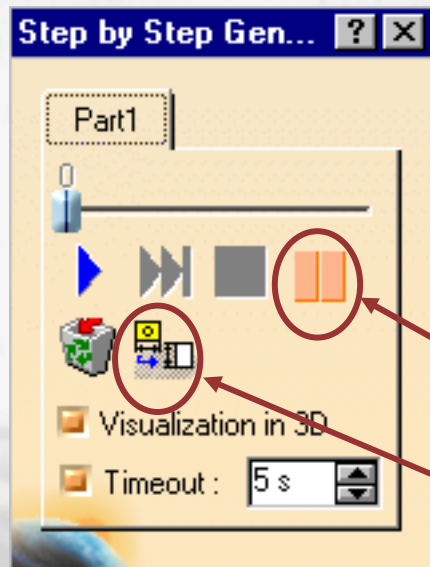 Step by Step Gen...
Part1
0
Visualization in 3D
Timeout :
5 s